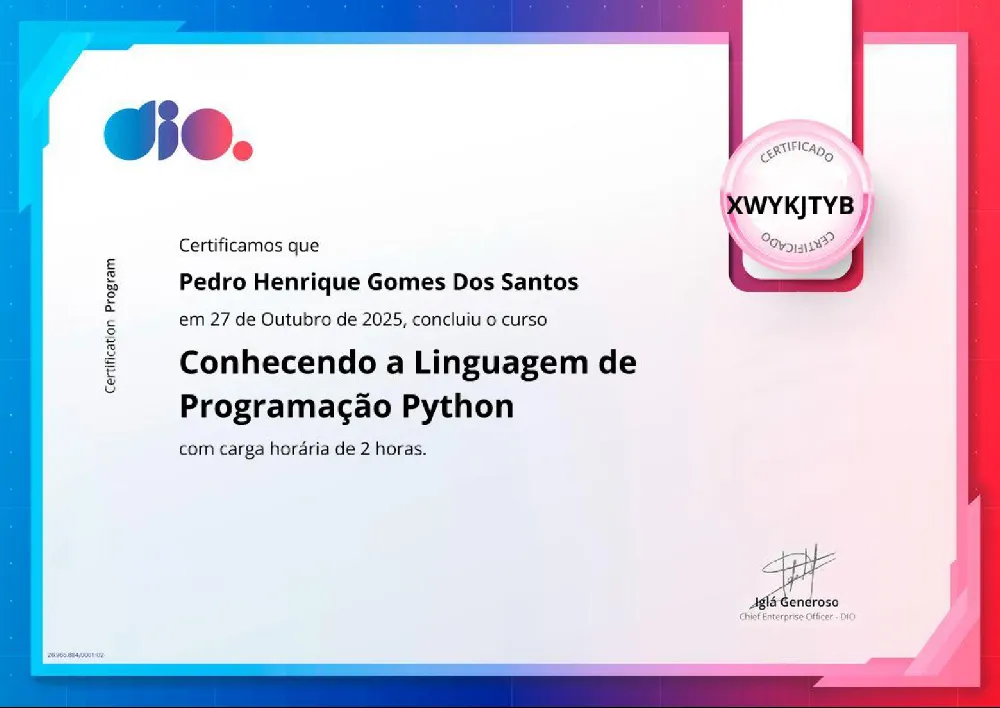 dio.
CERTIFICADO
XWYKJTYB
CERTIFICADO
Certification Program
Certificamos que
Pedro Henrique Gomes Dos Santos
em 27 de Outubro de 2025, concluiu o curso
Conhecendo a Linguagem de
Programação Python
com carga horária de 2 horas.
Iglá Generoso
Chief Enterprise Officer - DIO